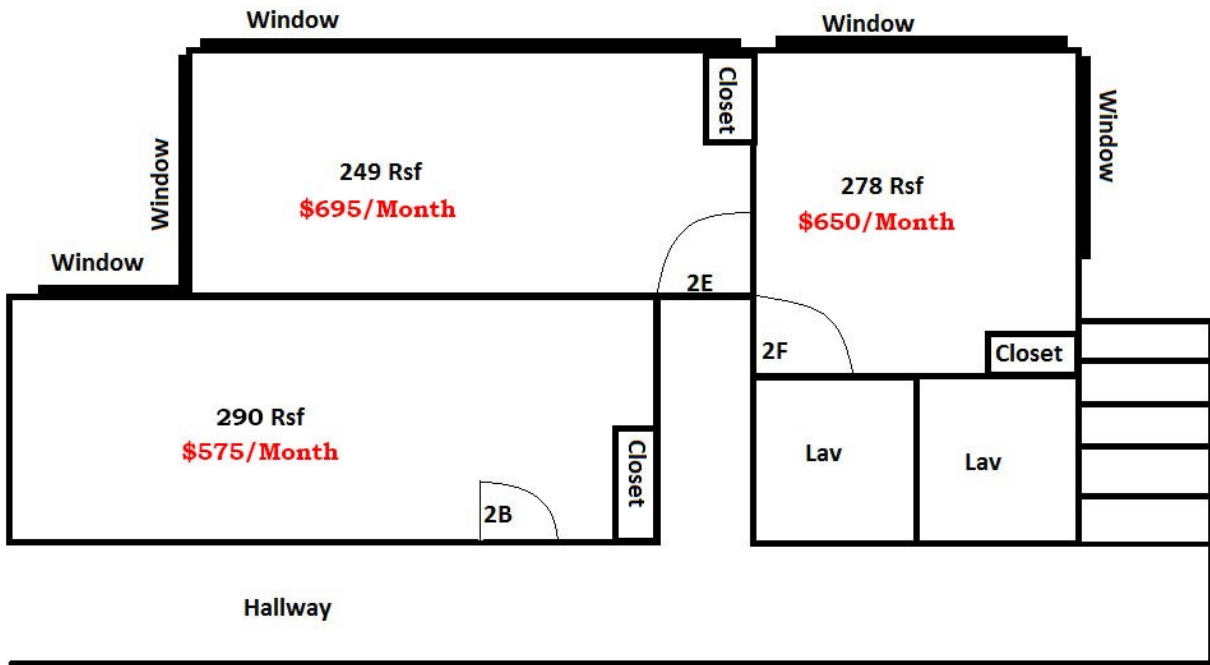 Window
Window
Closet
Window
Window
249 Rsf
$695/Month
278 Rsf
$650/Month
Window
2E
2F
Closet
290 Rsf
$575/Month
Closet
Lav
Lav
2B
Hallway